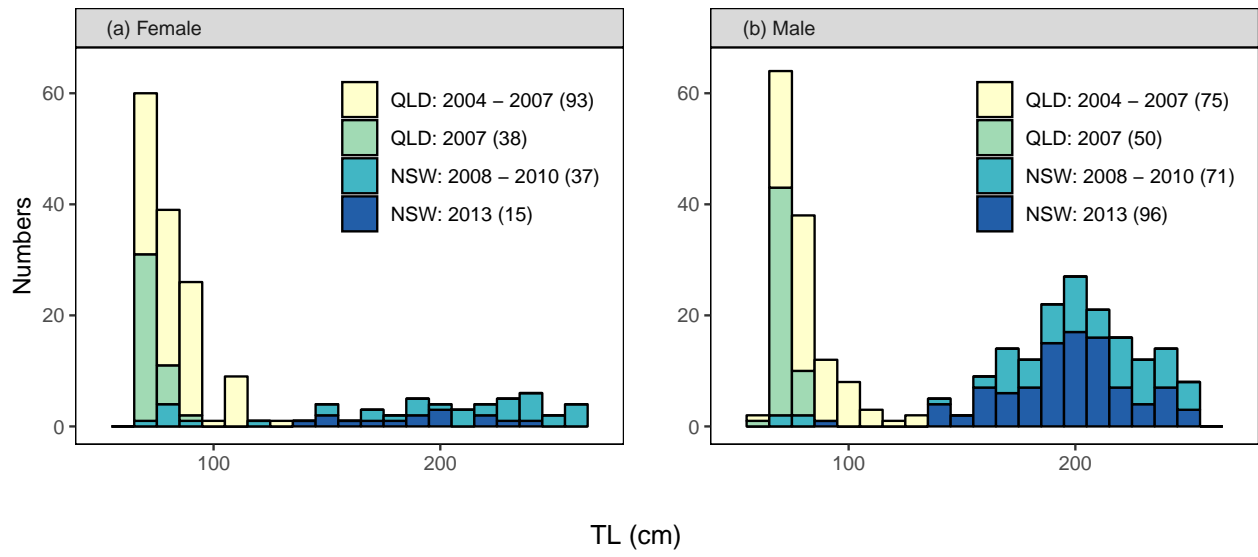 (a) Female
(b) Male
QLD: 2004 – 2007 (93)
QLD: 2007 (38)
NSW: 2008 – 2010 (37)
NSW: 2013 (15)
QLD: 2004 – 2007 (75)
QLD: 2007 (50)
NSW: 2008 – 2010 (71)
NSW: 2013 (96)
Numbers
60
40
20
0
60
40
20
0
100
200
100
200
TL (cm)